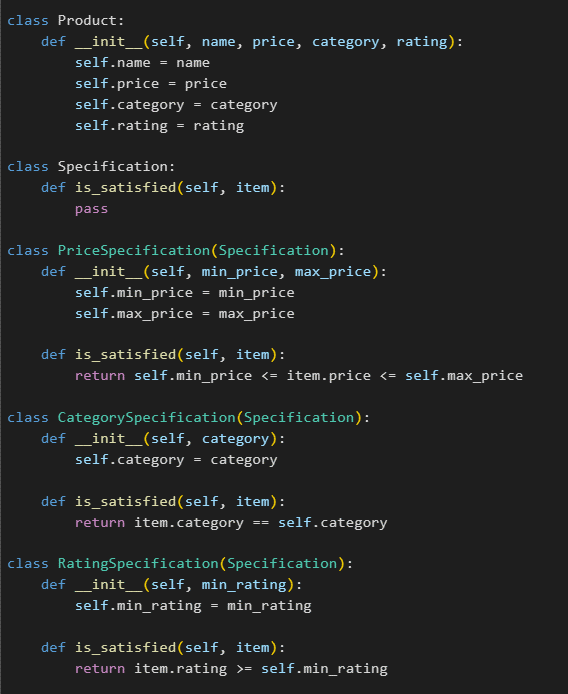 class Product:
    def __init__(self, name, price, category, rating):
        self.name = name
        self.price = price
        self.category = category
        self.rating = rating

class Specification:
    def is_satisfied(self, item):
        pass

class PriceSpecification(Specification):
    def __init__(self, min_price, max_price):
        self.min_price = min_price
        self.max_price = max_price

    def is_satisfied(self, item):
        return self.min_price <= item.price <= self.max_price

class CategorySpecification(Specification):
    def __init__(self, category):
        self.category = category

    def is_satisfied(self, item):
        return item.category == self.category

class RatingSpecification(Specification):
    def __init__(self, min_rating):
        self.min_rating = min_rating

    def is_satisfied(self, item):
        return item.rating >= self.min_rating